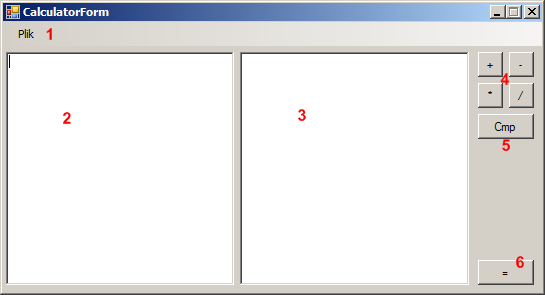 CalculatorForm
Plik 1
2
3
+ -
4
* /
Cmp
5
6
=